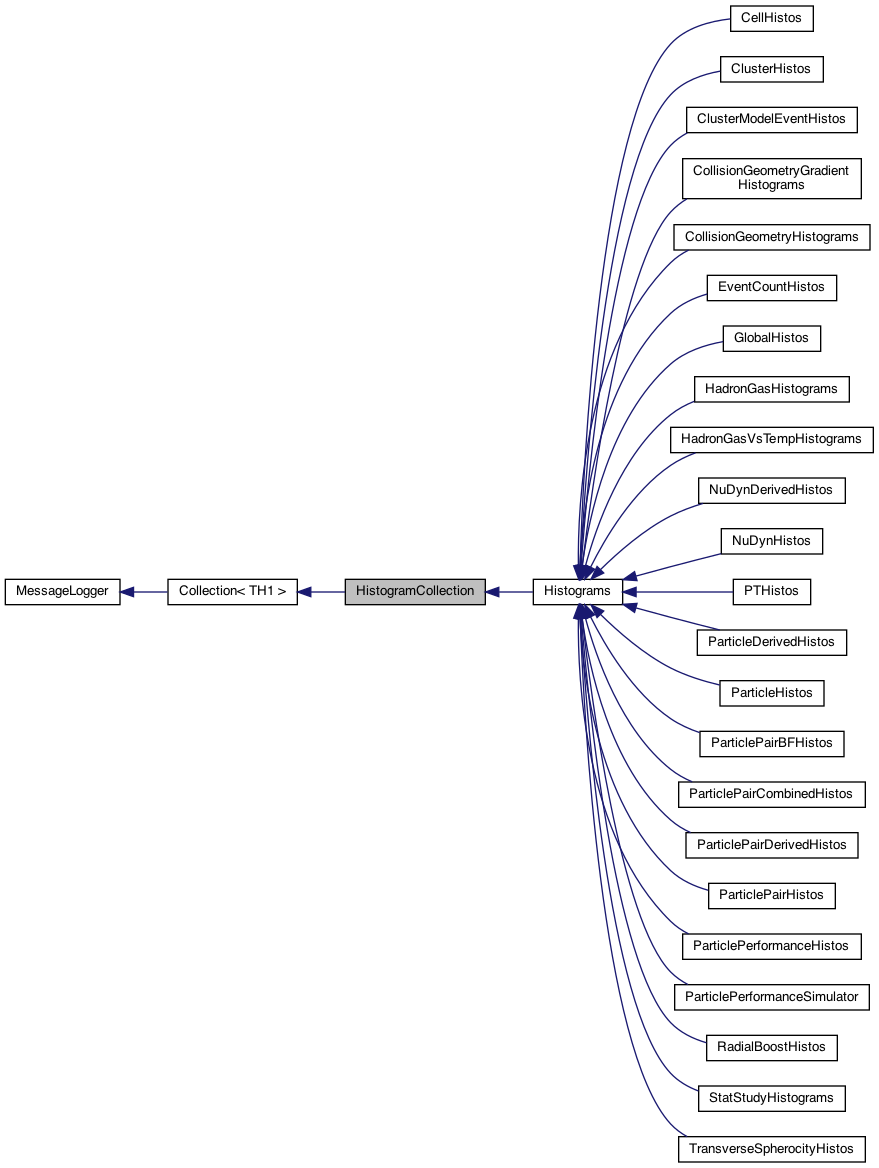 CellHistos
ClusterHistos
ClusterModelEventHistos
CollisionGeometryGradient
Histograms
CollisionGeometryHistograms
EventCountHistos
GlobalHistos
HadronGasHistograms
HadronGasVsTempHistograms
NuDynDerivedHistos
NuDynHistos
MessageLogger
Collection< TH1 >
HistogramCollection
Histograms
PTHistos
ParticleDerivedHistos
ParticleHistos
ParticlePairBFHistos
ParticlePairCombinedHistos
ParticlePairDerivedHistos
ParticlePairHistos
ParticlePerformanceHistos
ParticlePerformanceSimulator
RadialBoostHistos
StatStudyHistograms
TransverseSpherocityHistos